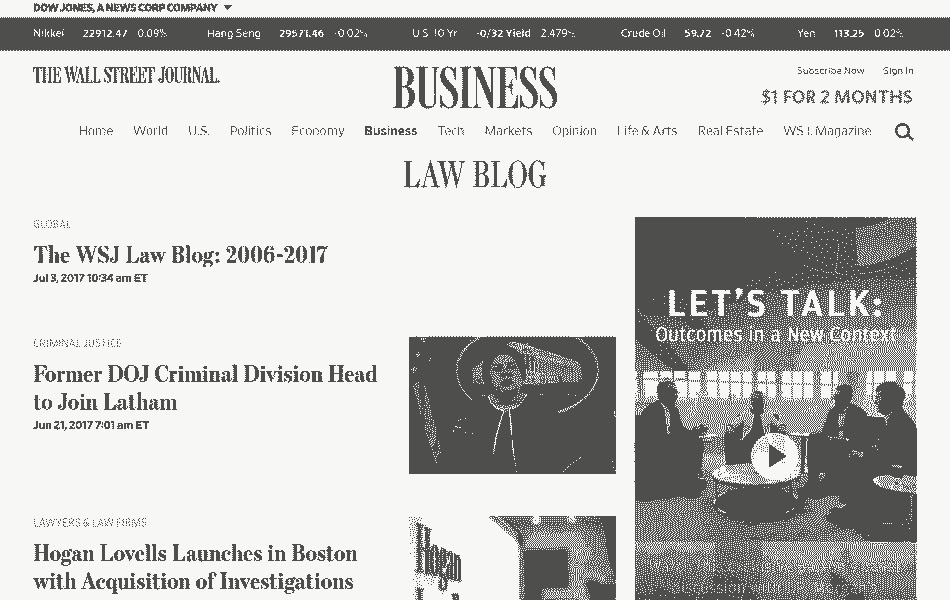 DOW JONES, A NEWS CORP COMPANY
Nikkei 22912.47 0.09% Hang Seng 29571.46 -0.02% U.S. 10 Yr -0/32 Yield 2.479% Crude Oil 59.72 -0.42% Yen 113.25 0.02%
THE WALL STREET JOURNAL.
BUSINESS
Subscribe Now Sign In
$1 FOR 2 MONTHS
Home World U.S. Politics Economy Business Tech Markets Opinion Life & Arts Real Estate WSJ. Magazine
LAW BLOG
GLOBAL
The WSJ Law Blog: 2006-2017
Jul 3, 2017 10:34 am ET
CRIMINAL JUSTICE
Former DOJ Criminal Division Head
to Join Latham
Jun 21, 2017 7:01 am ET
LAWYERS & LAW FIRMS
Hogan Lovells Launches in Boston
with Acquisition of Investigations
Hogan
LET'S TALK:
Outcomes in a New Context